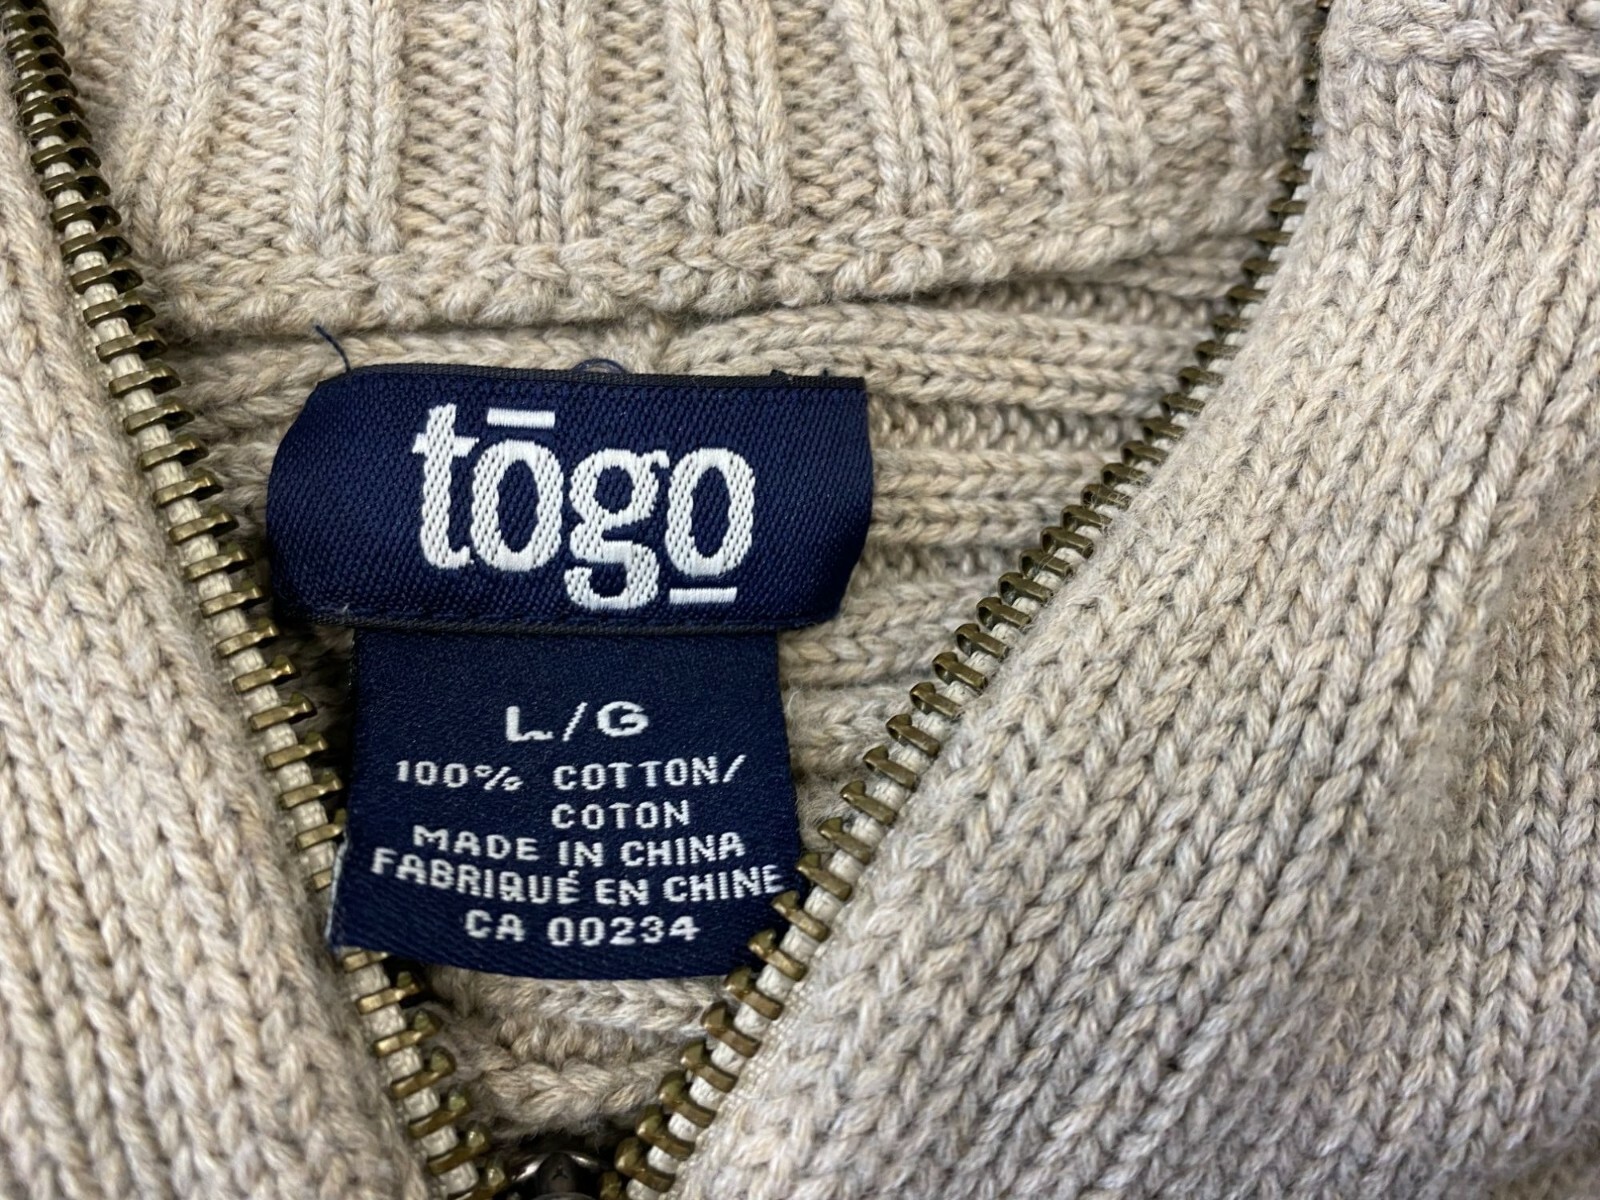 tōgo
L/G
100% COTTON/
COTON
MADE IN CHINA
FABRIQUÉ EN CHINE
CA 00234